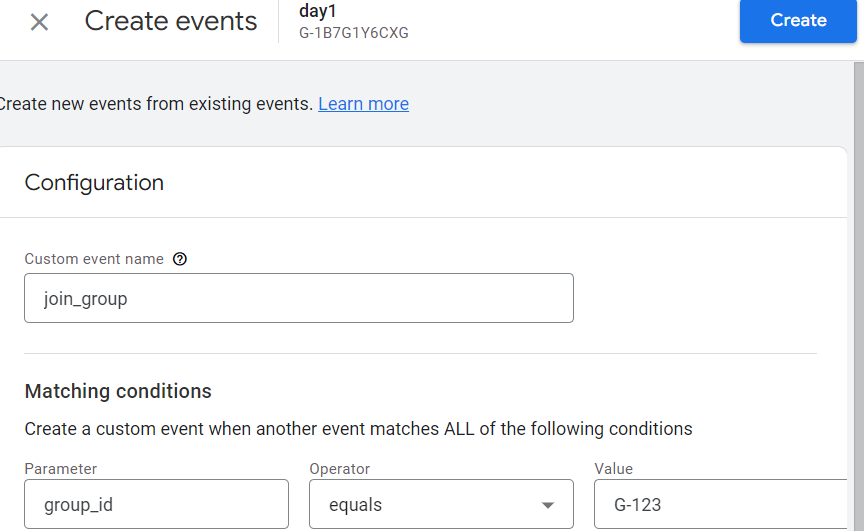 Create events
day1
G-1B7G1Y6CXG
Create
Create new events from existing events. Learn more
Configuration
Custom event name
join_group
Matching conditions
Create a custom event when another event matches ALL of the following conditions
Parameter Operator Value
group_id equals G-123